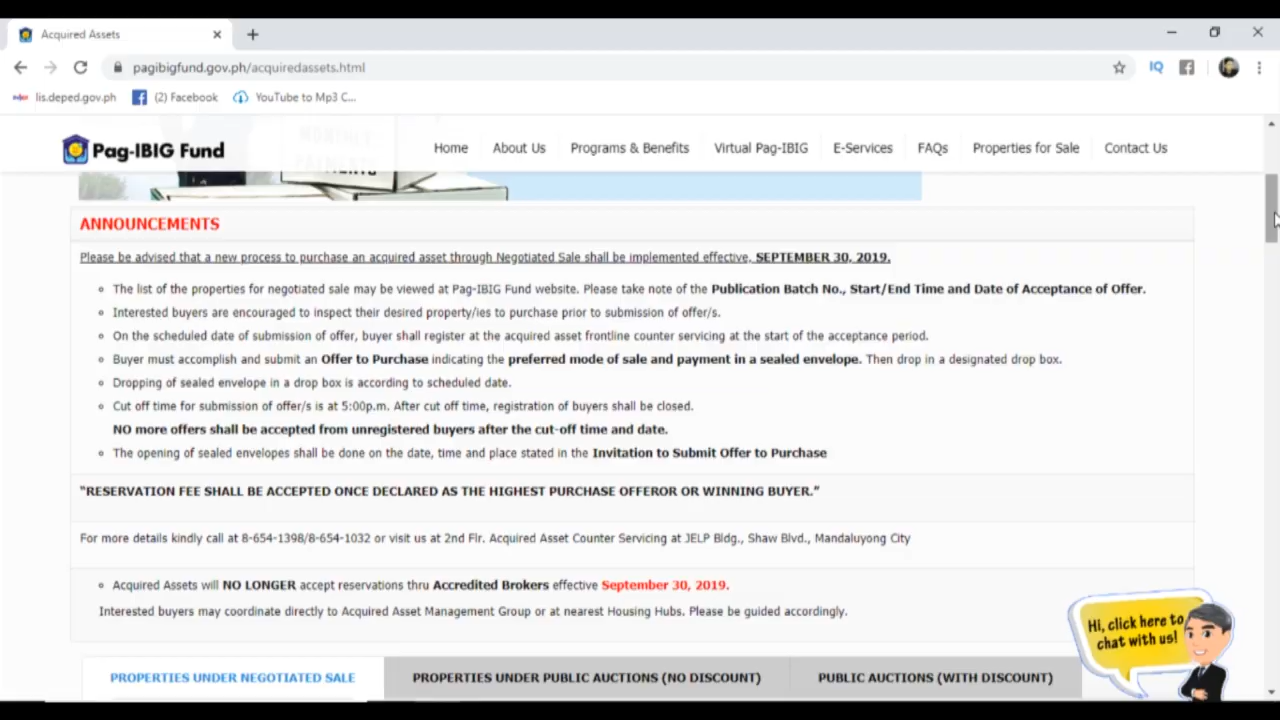 Acquired Assets
pagibigfund.gov.ph/acquiredassets.html
IQ
lis.deped.gov.ph
(2) Facebook
YouTube to Mp3 C...
Pag-IBIG Fund
Home
About Us
Programs & Benefits
Virtual Pag-IBIG
E-Services
FAQs
Properties for Sale
Contact Us
ANNOUNCEMENTS
Please be advised that a new process to purchase an acquired asset through Negotiated Sale shall be implemented effective, SEPTEMBER 30, 2019.
The list of the properties for negotiated sale may be viewed at Pag-IBIG Fund website. Please take note of the Publication Batch No., Start/End Time and Date of Acceptance of Offer.
Interested buyers are encouraged to inspect their desired property/ies to purchase prior to submission of offer/s.
On the scheduled date of submission of offer, buyer shall register at the acquired asset frontline counter servicing at the start of the acceptance period.
Buyer must accomplish and submit an Offer to Purchase indicating the preferred mode of sale and payment in a sealed envelope. Then drop in a designated drop box.
Dropping of sealed envelope in a drop box is according to scheduled date.
Cut off time for submission of offer/s is at 5:00p.m. After cut off time, registration of buyers shall be closed.
NO more offers shall be accepted from unregistered buyers after the cut-off time and date.
The opening of sealed envelopes shall be done on the date, time and place stated in the Invitation to Submit Offer to Purchase
"RESERVATION FEE SHALL BE ACCEPTED ONCE DECLARED AS THE HIGHEST PURCHASE OFFEROR OR WINNING BUYER."
For more details kindly call at 8-654-1398/8-654-1032 or visit us at 2nd Flr. Acquired Asset Counter Servicing at JELP Bldg., Shaw Blvd., Mandaluyong City
Acquired Assets will NO LONGER accept reservations thru Accredited Brokers effective September 30, 2019.
Interested buyers may coordinate directly to Acquired Asset Management Group or at nearest Housing Hubs. Please be guided accordingly.
Hi, click here to
chat with us!
PROPERTIES UNDER NEGOTIATED SALE
PROPERTIES UNDER PUBLIC AUCTIONS (NO DISCOUNT)
PUBLIC AUCTIONS (WITH DISCOUNT)